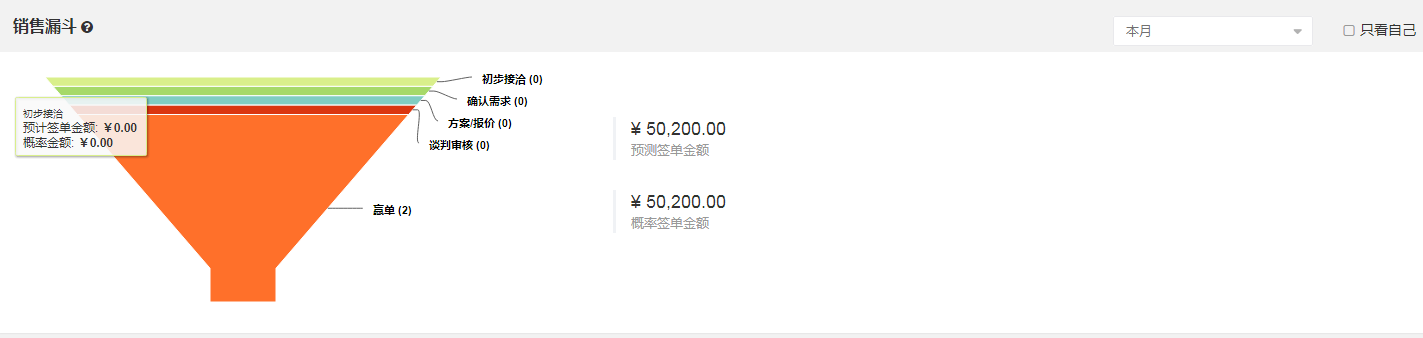 销售漏斗
本月
只看自己
初步接洽 (0)
确认需求 (0)
方案/报价 (0)
谈判审核 (0)
赢单 (2)
初步接洽
预计签单金额: ￥0.00
概率金额: ￥0.00
¥ 50,200.00
预测签单金额
¥ 50,200.00
概率签单金额